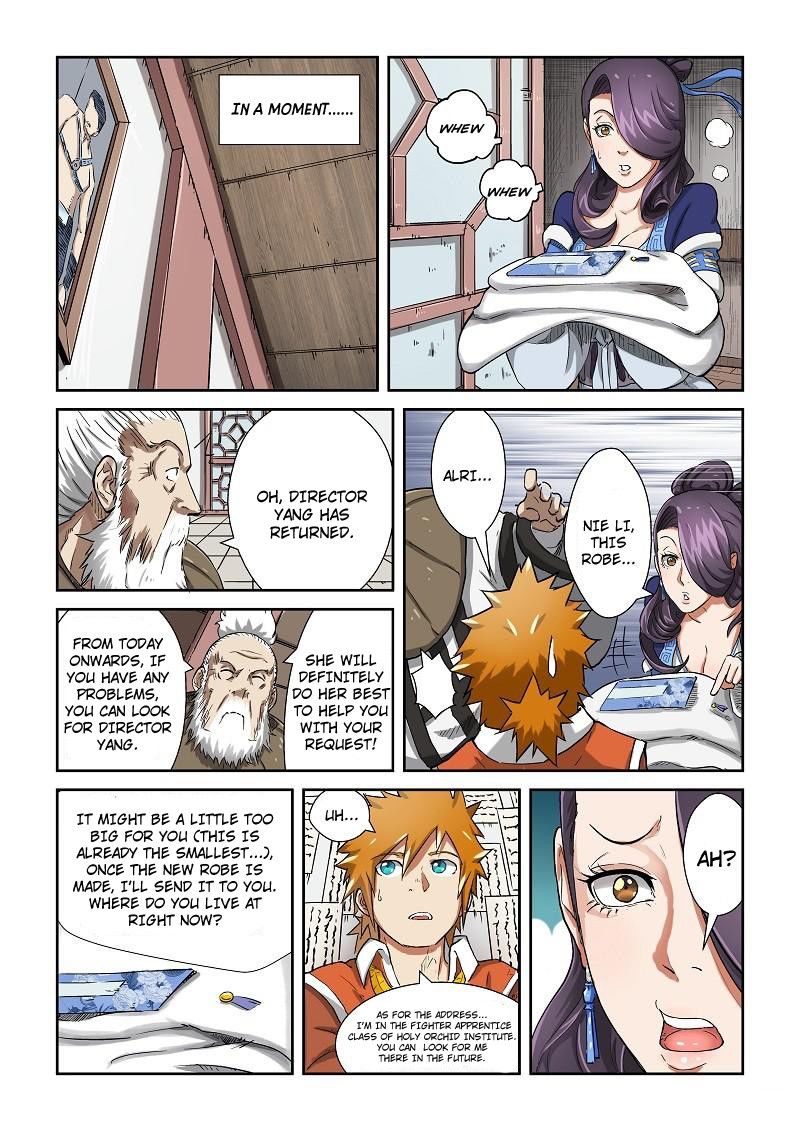 IN A MOMENT......
WHEW
WHEW
OH, DIRECTOR
YANG HAS
RETURNED.
FROM TODAY
ONWARDS, IF
YOU HAVE ANY
PROBLEMS,
YOU CAN LOOK
FOR DIRECTOR
YANG.
SHE WILL
DEFINITELY
DO HER BEST
TO HELP YOU
WITH YOUR
REQUEST!
ALRI...
NIE LI,
THIS
ROBE...
IT MIGHT BE A LITTLE TOO
BIG FOR YOU (THIS IS
ALREADY THE SMALLEST...),
ONCE THE NEW ROBE IS
MADE, I'LL SEND IT TO YOU.
WHERE DO YOU LIVE AT
RIGHT NOW?
UH...
AS FOR THE ADDRESS...
I'M IN THE FIGHTER APPRENTICE
CLASS OF HOLY ORCHID INSTITUTE.
YOU CAN LOOK FOR ME
THERE IN THE FUTURE.
AH?